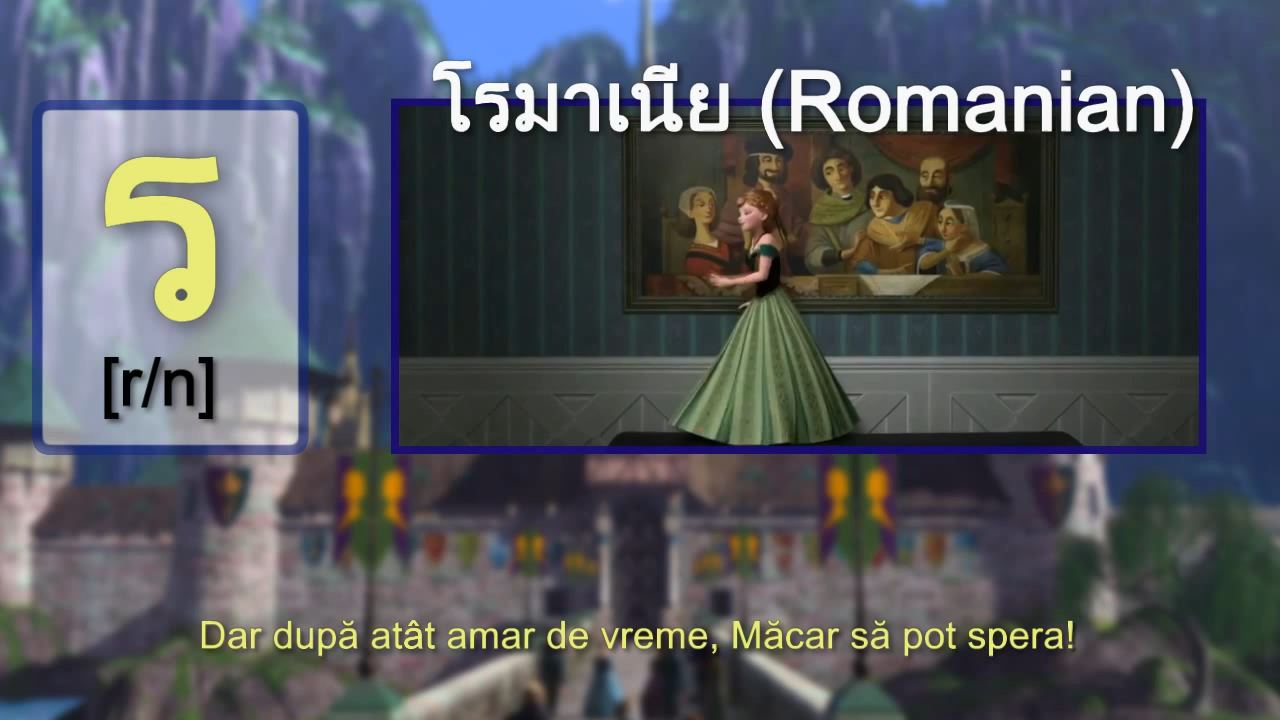 โรมาเนีย (Romanian)
ร
[r/n]
Dar după atât amar de vreme, Măcar să pot spera!